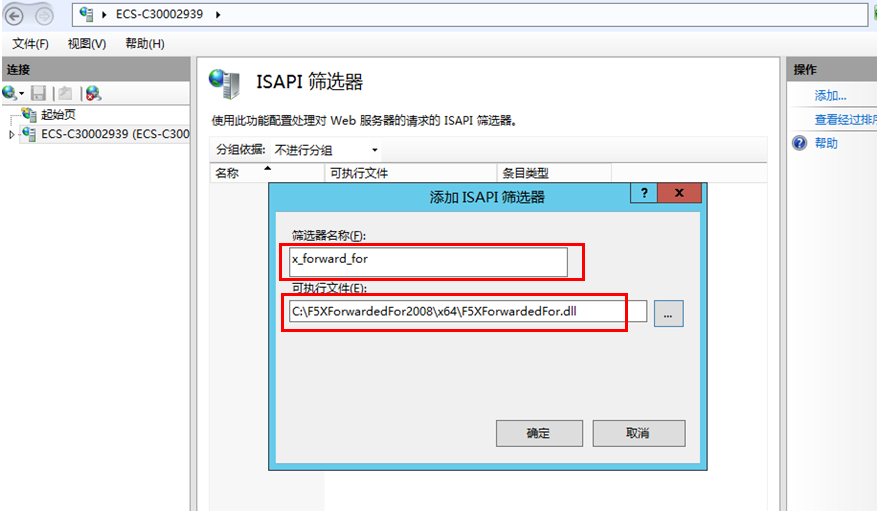 ECS-C30002939
文件(F) 视图(V) 帮助(H)
连接
起始页
ECS-C30002939 (ECS-C300
ISAPI 筛选器
使用此功能配置处理对 Web 服务器的请求的 ISAPI 筛选器。
分组依据: 不进行分组
名称 可执行文件 条目类型
添加 ISAPI 筛选器
? x
筛选器名称(F):
x_forward_for
可执行文件(E):
C:\F5XForwardedFor2008\x64\F5XForwardedFor.dll
...
确定 取消
操作
添加...
查看经过排序
帮助